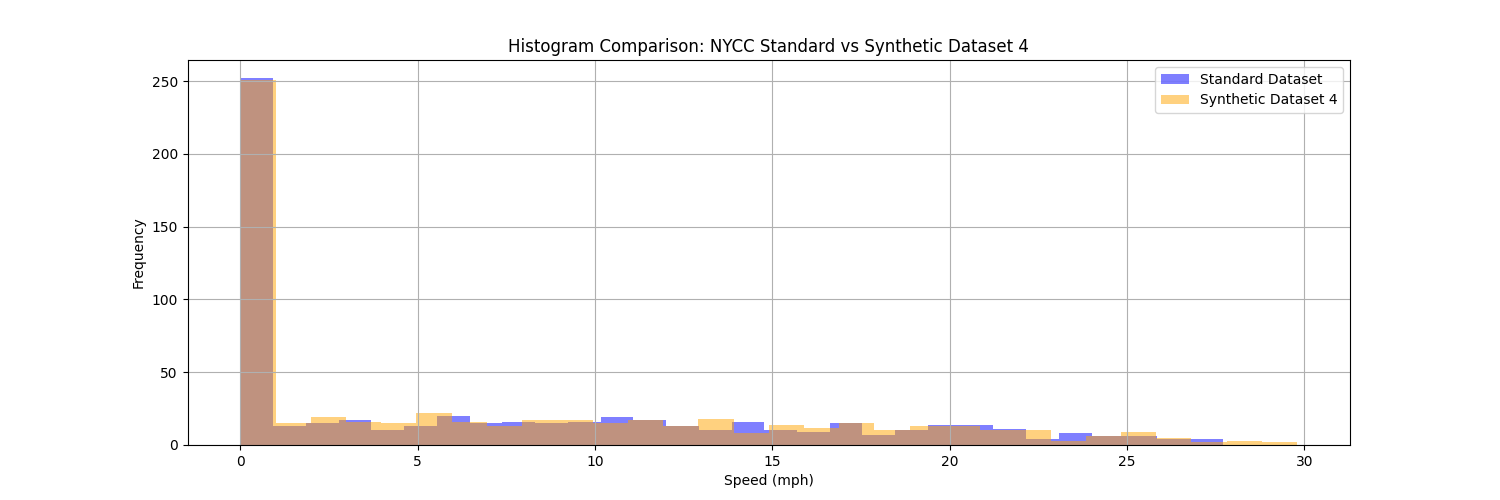 Histogram Comparison: NYCC Standard vs Synthetic Dataset 4
Standard Dataset
Synthetic Dataset 4
Frequency
250
200
150
100
50
0
0 5 10 15 20 25 30
Speed (mph)